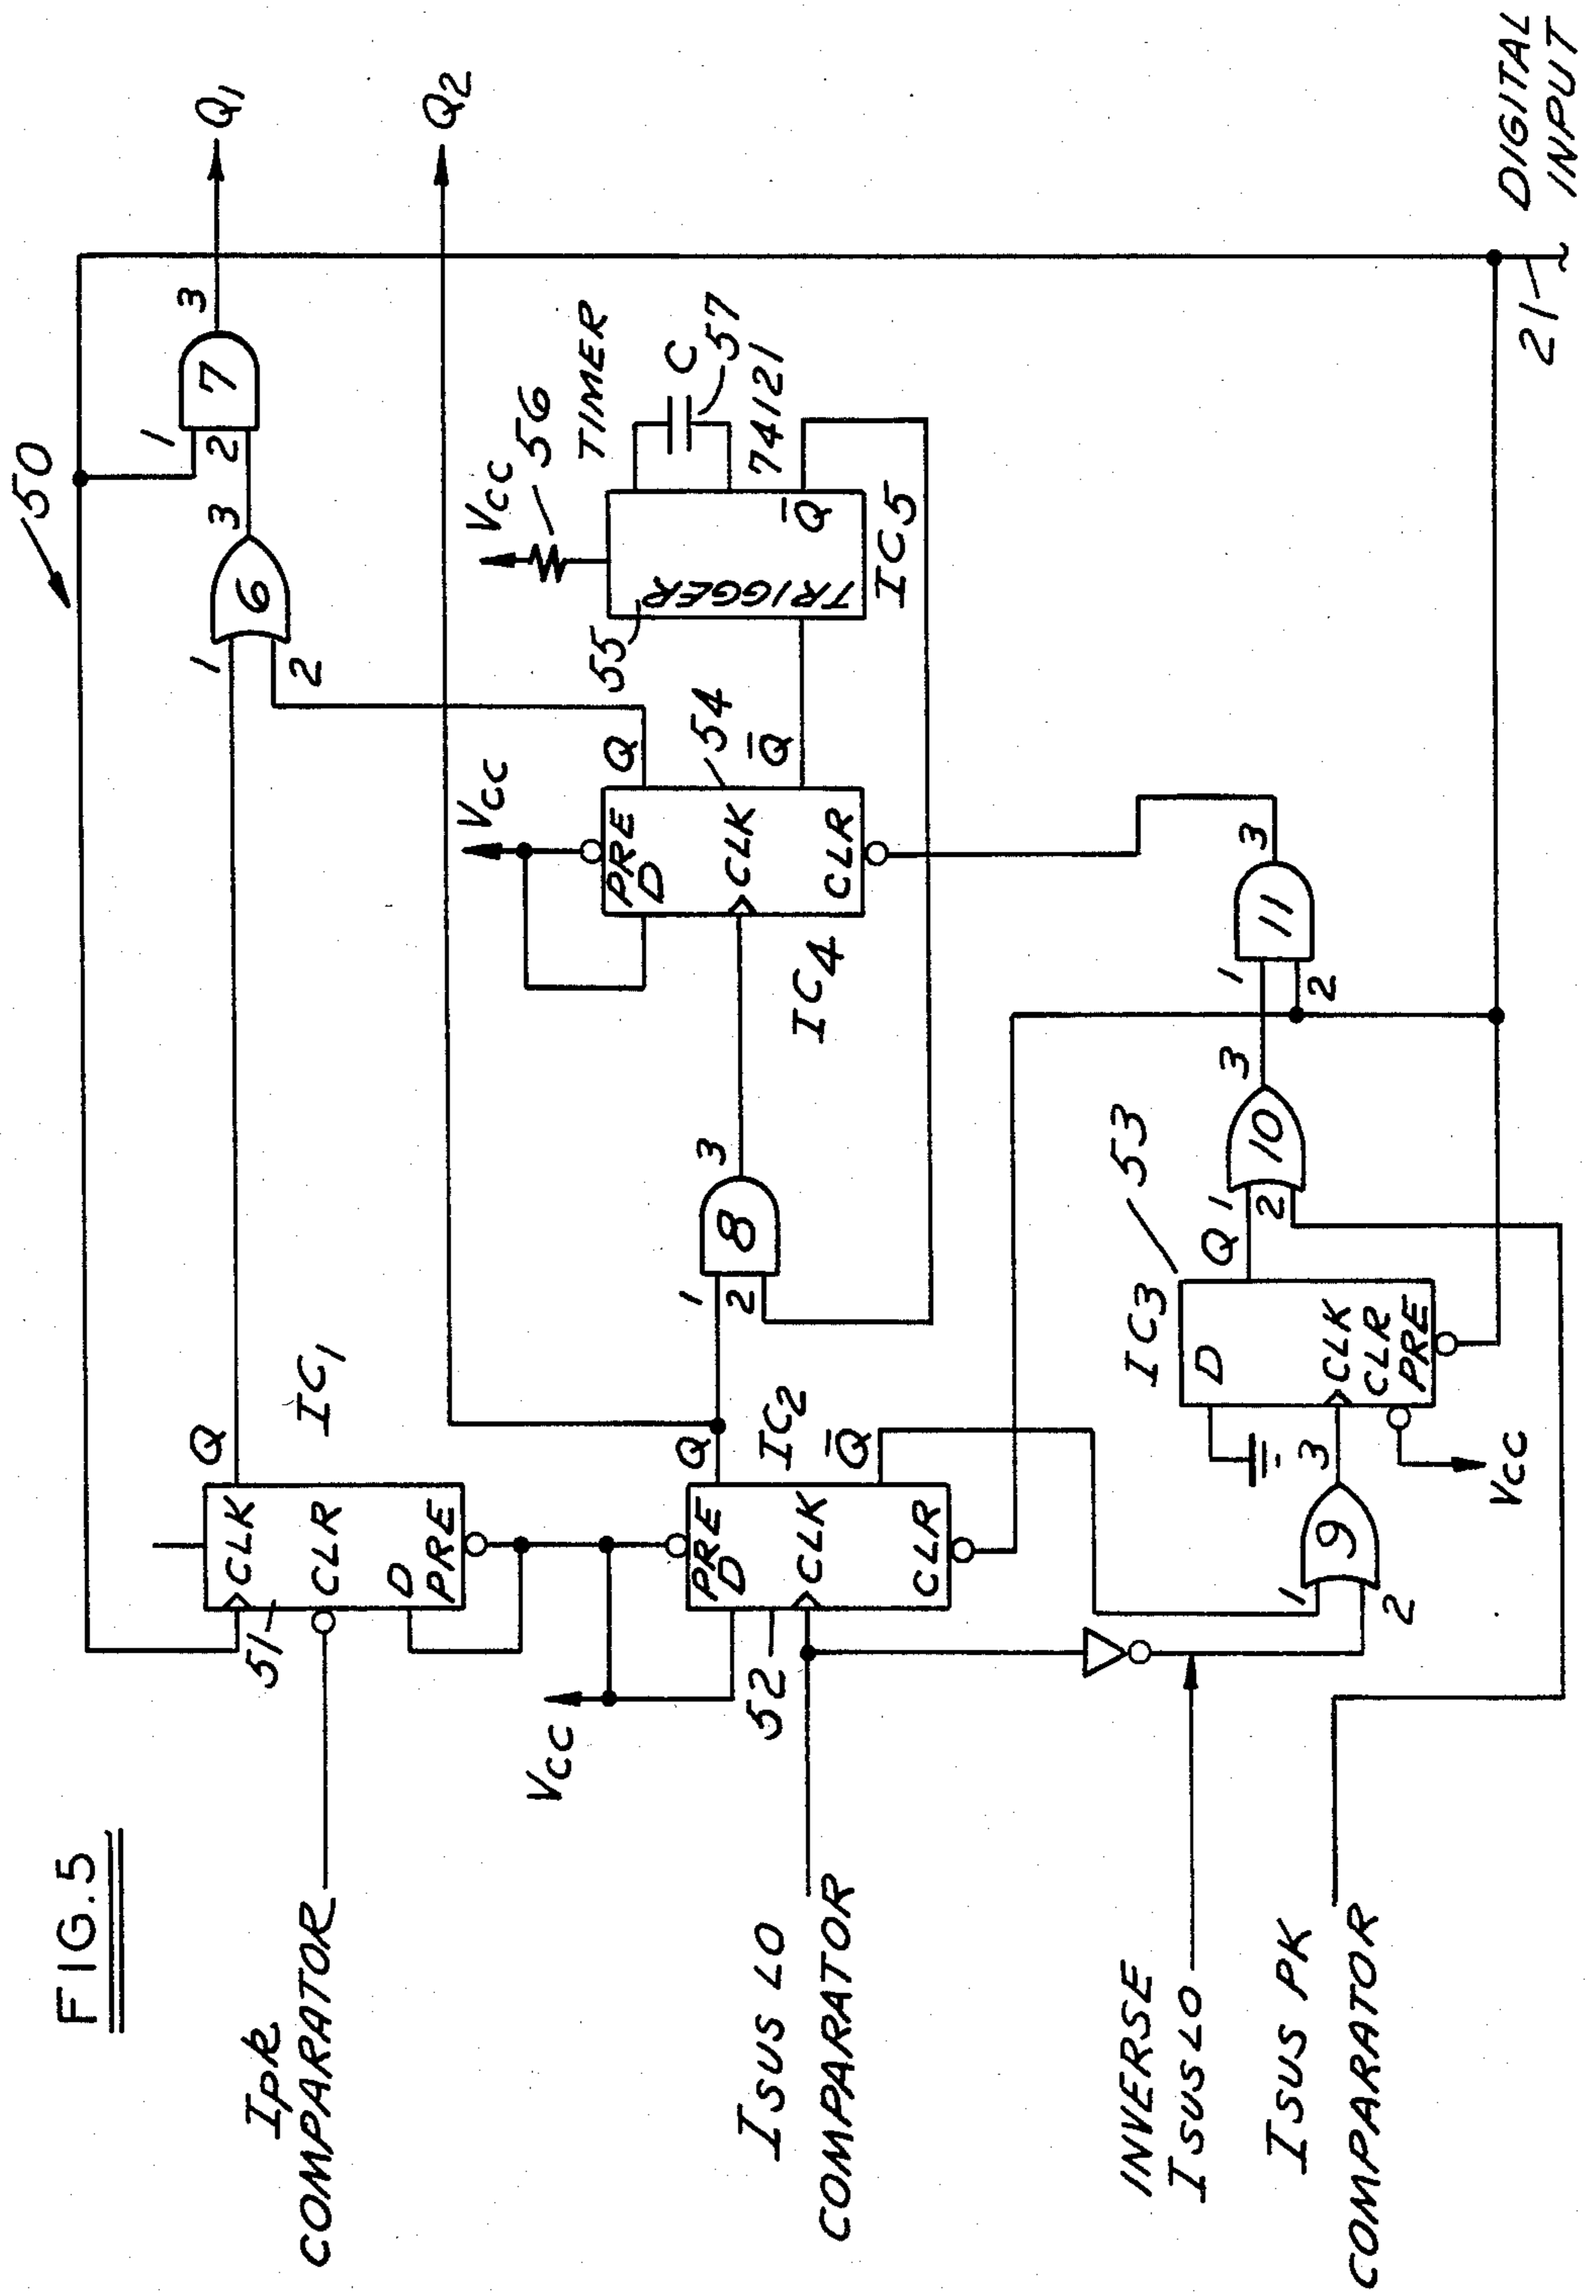 FIG.5
50
Ipk
COMPARATOR
CLK
CLR
D
PRE
51
Q
IC1
1
2
6
3
1
2
7
3
Q1
Q2
Vcc
ISUS LO
COMPARATOR
PRE
D
CLK
CLR
52
Q
IC2
Q̅
1
2
8
3
Vcc
PRE
D
CLK
CLR
IC4
Q
54
Q̅
Vcc
56
TIMER
55
TRIGGER
Q̅
C
57
74121
IC5
INVERSE
ISUSLO
ISUS PK
COMPARATOR
1
2
9
3
Vcc
IC3
53
D
CLK
CLR
PRE
Q
1
2
10
3
1
2
11
3
21
DIGITAL
INPUT